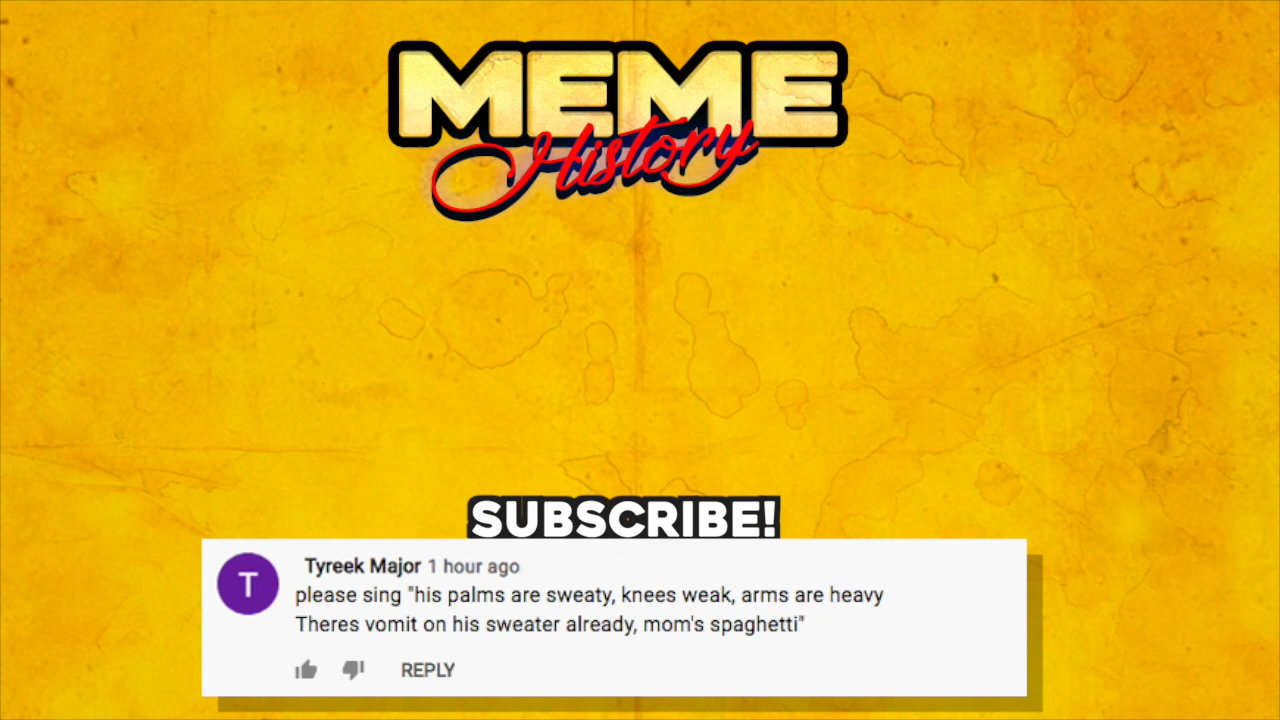 MEME
History
SUBSCRIBE!
T
Tyreek Major 1 hour ago
please sing "his palms are sweaty, knees weak, arms are heavy
Theres vomit on his sweater already, mom's spaghetti"
REPLY